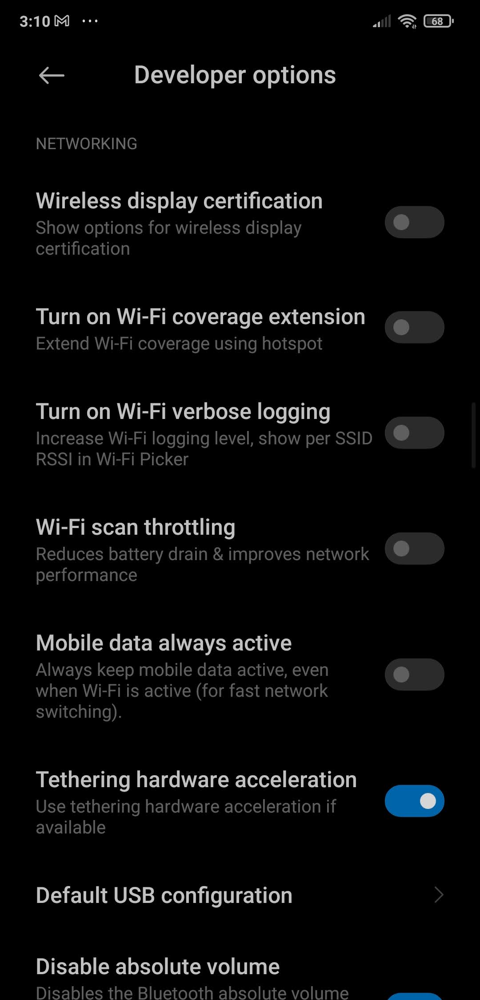 3:10
68
Developer options
NETWORKING
Wireless display certification
Show options for wireless display
certification
Turn on Wi-Fi coverage extension
Extend Wi-Fi coverage using hotspot
Turn on Wi-Fi verbose logging
Increase Wi-Fi logging level, show per SSID
RSSI in Wi-Fi Picker
Wi-Fi scan throttling
Reduces battery drain & improves network
performance
Mobile data always active
Always keep mobile data active, even
when Wi-Fi is active (for fast network
switching).
Tethering hardware acceleration
Use tethering hardware acceleration if
available
Default USB configuration
Disable absolute volume
Disables the Bluetooth absolute volume